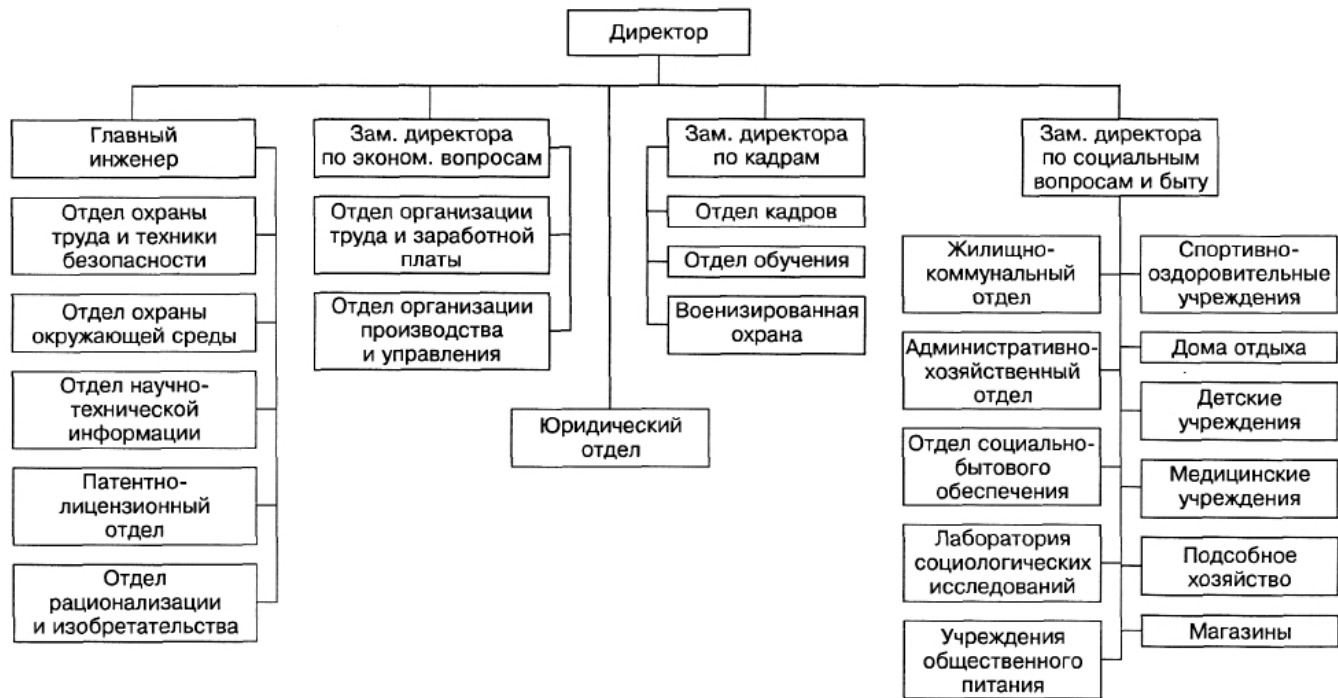 Директор
Главный
инженер
Отдел охраны
труда и техники
безопасности
Отдел охраны
окружающей среды
Отдел научно-
технической
информации
Патентно-
лицензионный
отдел
Отдел
рационализации
и изобретательства
Зам. директора
по эконом. вопросам
Отдел организации
труда и заработной
платы
Отдел организации
производства
и управления
Юридический
отдел
Зам. директора
по кадрам
Отдел кадров
Отдел обучения
Военизированная
охрана
Зам. директора
по социальным
вопросам и быту
Жилищно-
коммунальный
отдел
Административно-
хозяйственный
отдел
Отдел социально-
бытового
обеспечения
Лаборатория
социологических
исследований
Учреждения
общественного
питания
Спортивно-
оздоровительные
учреждения
Дома отдыха
Детские
учреждения
Медицинские
учреждения
Подсобное
хозяйство
Магазины